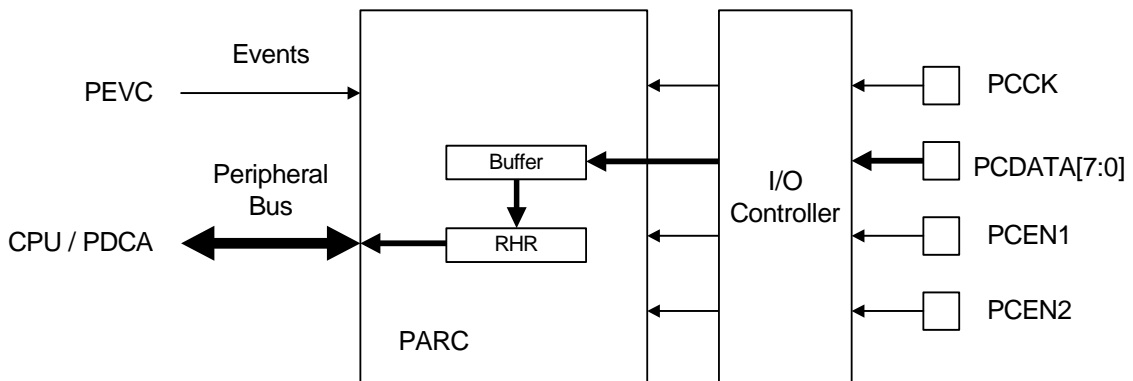 Events
PEVC
PCCK
Buffer
PCDATA[7:0]
Peripheral
Bus
I/O
Controller
CPU / PDCA
RHR
PCEN1
PCEN2
PARC